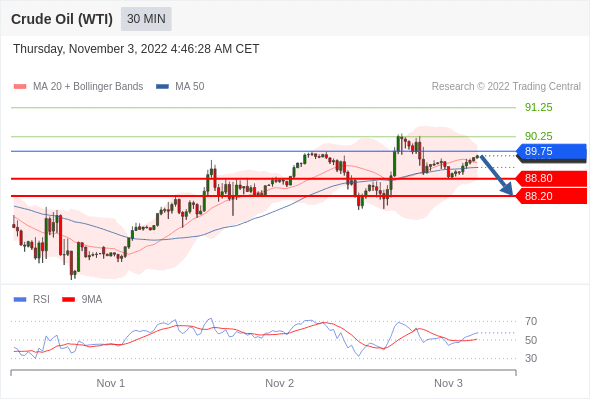 Crude Oil (WTI) 30 MIN
Thursday, November 3, 2022 4:46:28 AM CET
MA 20 + Bollinger Bands MA 50 Research © 2022 Trading Central
91.25
90.25
89.75
88.80
88.20
RSI 9MA
70
50
30
Nov 1 Nov 2 Nov 3